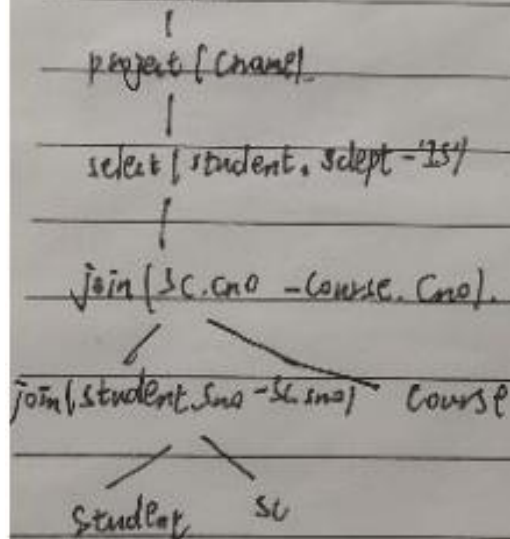 project (Cname)
select (student. sdept - 'IS')
join (SC.cno - course. Cno).
join (student. Sno - SC. sno) Course
Student SC